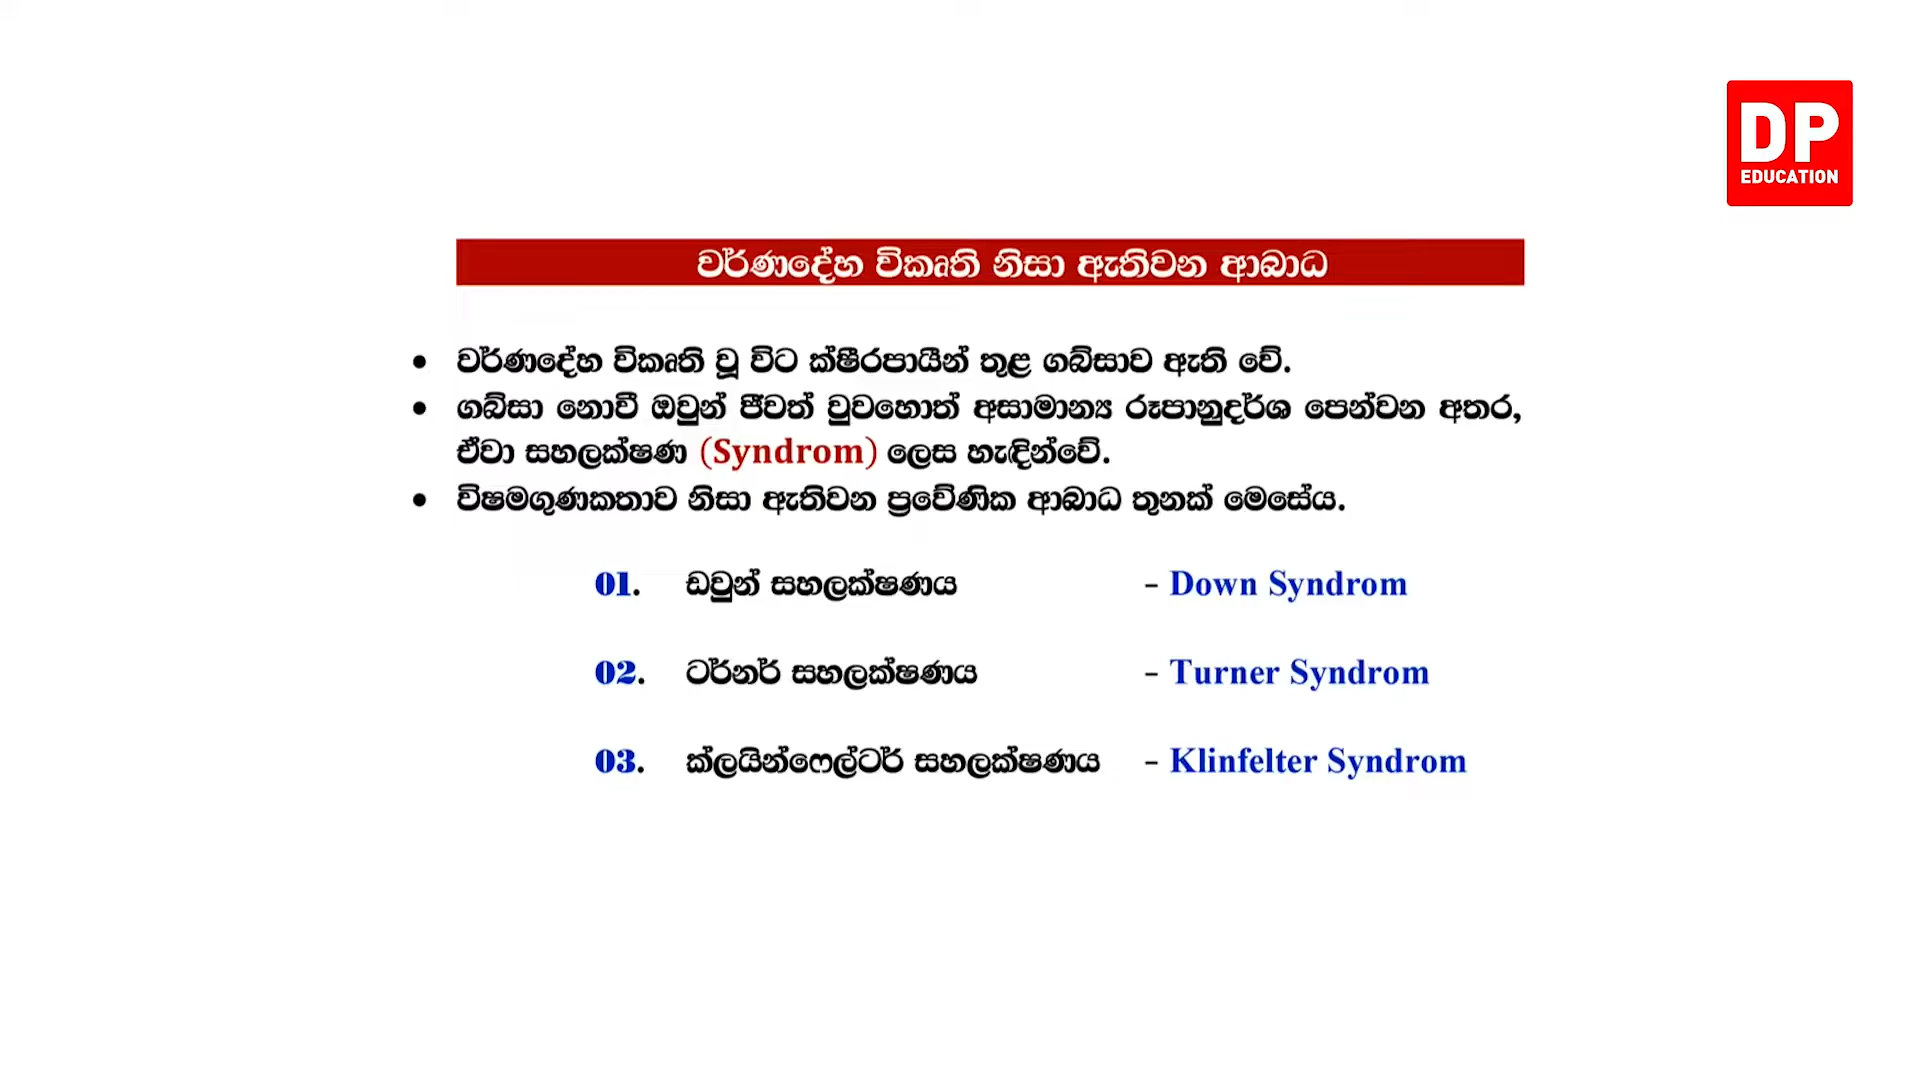 DP
EDUCATION
වර්ණදේහ විකෘති නිසා ඇතිවන ආබාධ
• වර්ණදේහ විකෘති වූ විට ක්ෂීරපායීන් තුළ ගබ්සාව ඇති වේ.
• ගබ්සා නොවී ඔවුන් ජීවත් වුවහොත් අසාමාන්‍ය රූපානුදර්ශ පෙන්වන අතර,
ඒවා සහලක්ෂණ (Syndrom) ලෙස හැඳින්වේ.
• විෂමගුණකතාව නිසා ඇතිවන ප්‍රවේණික ආබාධ තුනක් මෙසේය.
01. ඩවුන් සහලක්ෂණය – Down Syndrom
02. ටර්නර් සහලක්ෂණය – Turner Syndrom
03. ක්ලයින්ෆෙල්ටර් සහලක්ෂණය – Klinfelter Syndrom